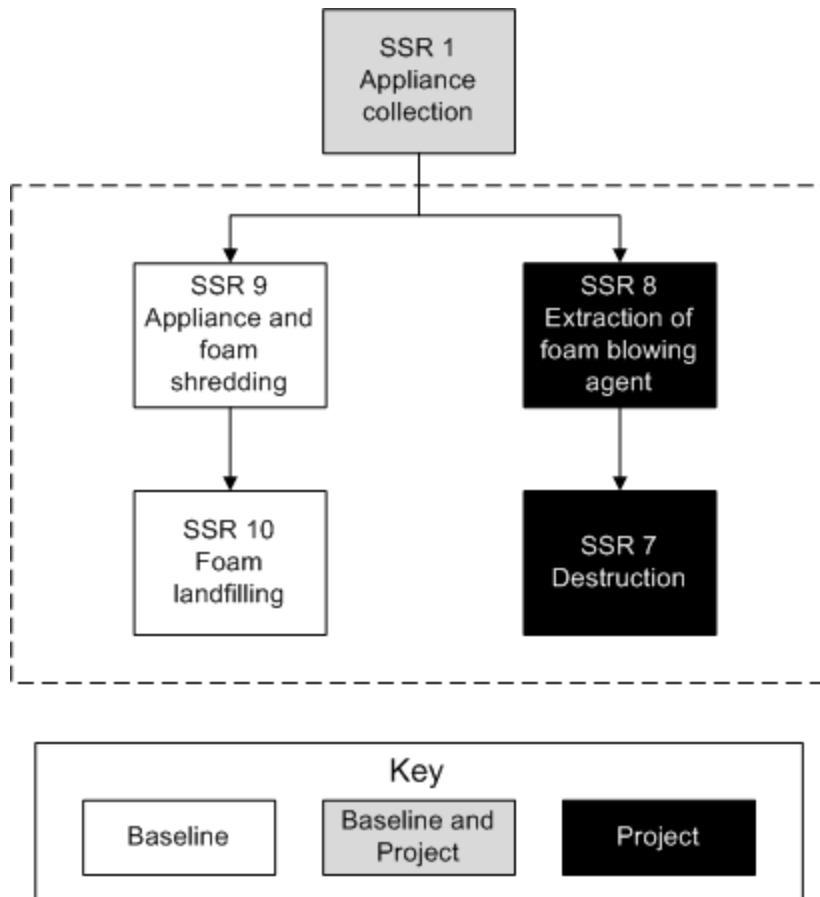 SSR 1
Appliance
collection
SSR 9
Appliance and
foam
shredding
SSR 8
Extraction of
foam blowing
agent
SSR 10
Foam
landfilling
SSR 7
Destruction
Key
Baseline
Baseline and
Project
Project